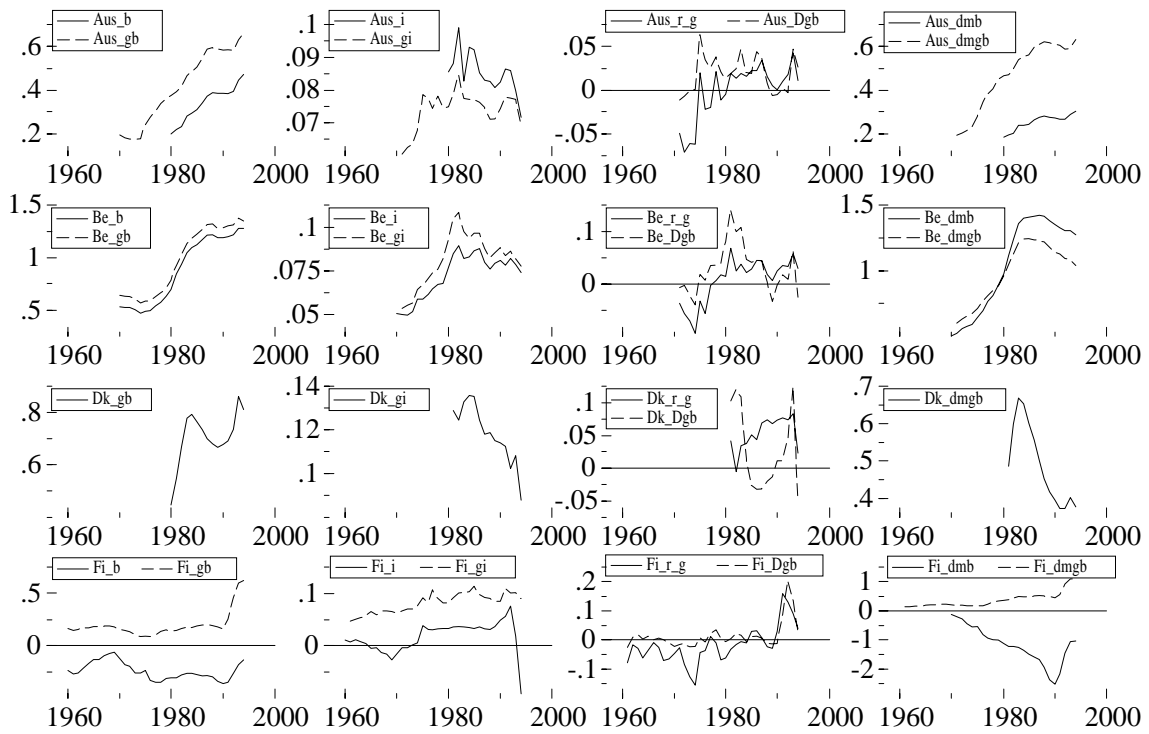 Aus_b
Aus_gb
.6
.4
.2
1960 1980 2000
Aus_i
Aus_gi
.1
.09
.08
.07
1960 1980 2000
Aus_r_g Aus_Dgb
.05
0
-.05
1960 1980 2000
Aus_dmb
Aus_dmgb
.6
.4
.2
1960 1980 2000
Be_b
Be_gb
1.5
1
.5
1960 1980 2000
Be_i
Be_gi
.1
.075
.05
1960 1980 2000
Be_r_g
Be_Dgb
.1
0
1960 1980 2000
Be_dmb
Be_dmgb
1.5
1
1960 1980 2000
Dk_gb
.8
.6
1960 1980 2000
Dk_gi
.14
.12
.1
1960 1980 2000
Dk_r_g
Dk_Dgb
.1
.05
0
-.05
1960 1980 2000
Dk_dmgb
.7
.6
.5
.4
1960 1980 2000
Fi_b Fi_gb
.5
0
1960 1980 2000
Fi_i Fi_gi
.1
.05
0
1960 1980 2000
Fi_r_g Fi_Dgb
.2
.1
0
-.1
1960 1980 2000
Fi_dmb Fi_dmgb
1
0
-1
-2
1960 1980 2000